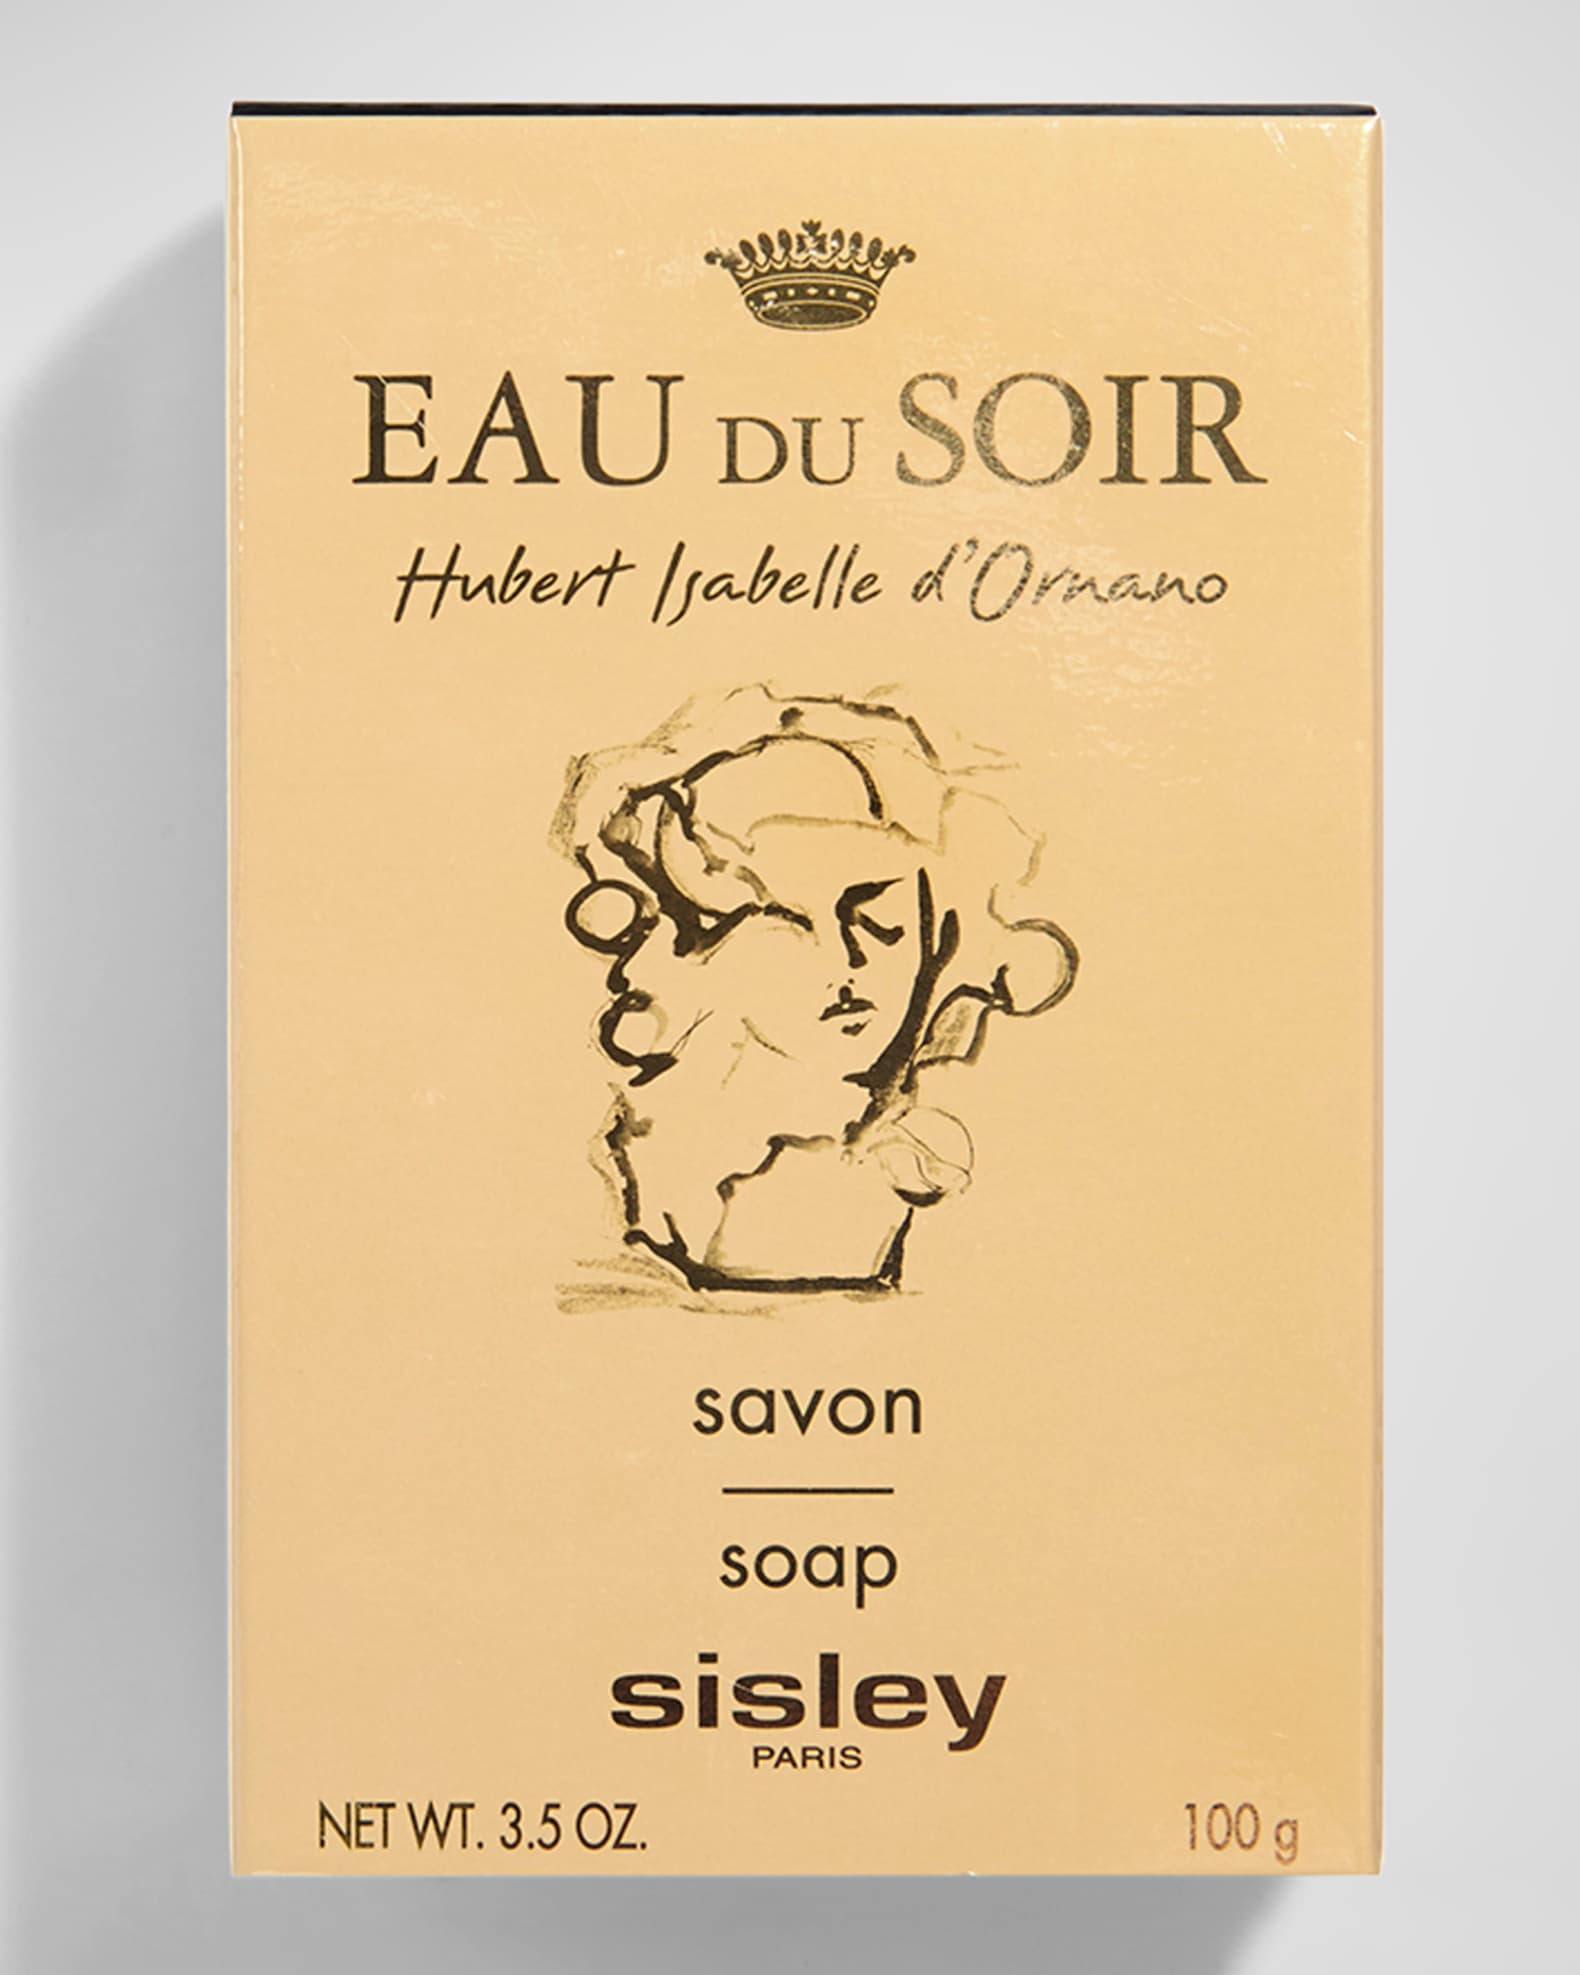 EAU DU SOIR
Hubert Isabelle d'Ornano
savon
soap
sisley
PARIS
NET WT. 3.5 OZ. 100 g